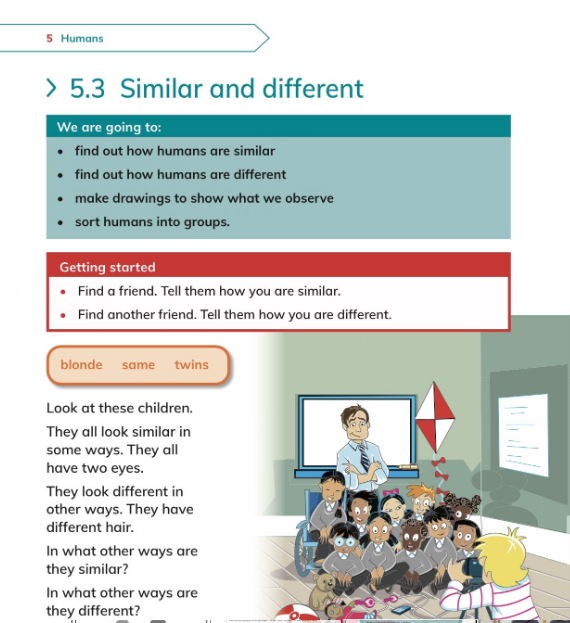 5 Humans
5.3 Similar and different
We are going to:
• find out how humans are similar
• find out how humans are different
• make drawings to show what we observe
• sort humans into groups.
Getting started
• Find a friend. Tell them how you are similar.
• Find another friend. Tell them how you are different.
blonde same twins
Look at these children.
They all look similar in
some ways. They all
have two eyes.
They look different in
other ways. They have
different hair.
In what other ways are
they similar?
In what other ways are
they different?